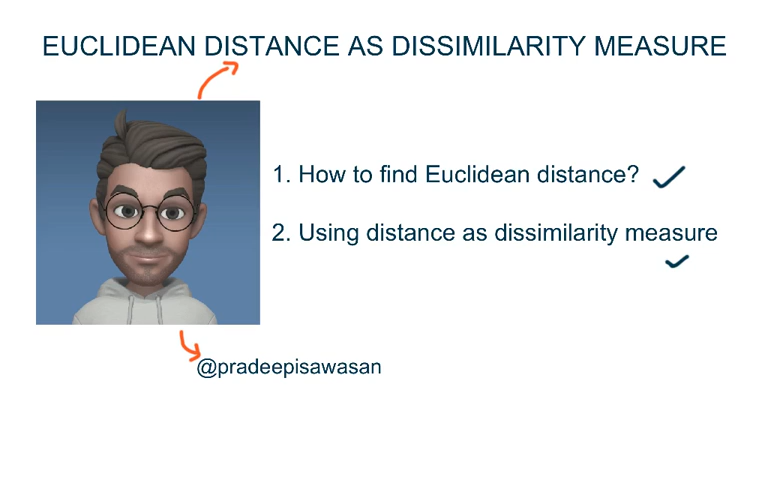 EUCLIDEAN DISTANCE AS DISSIMILARITY MEASURE
1. How to find Euclidean distance?
2. Using distance as dissimilarity measure
@pradeepisawasan